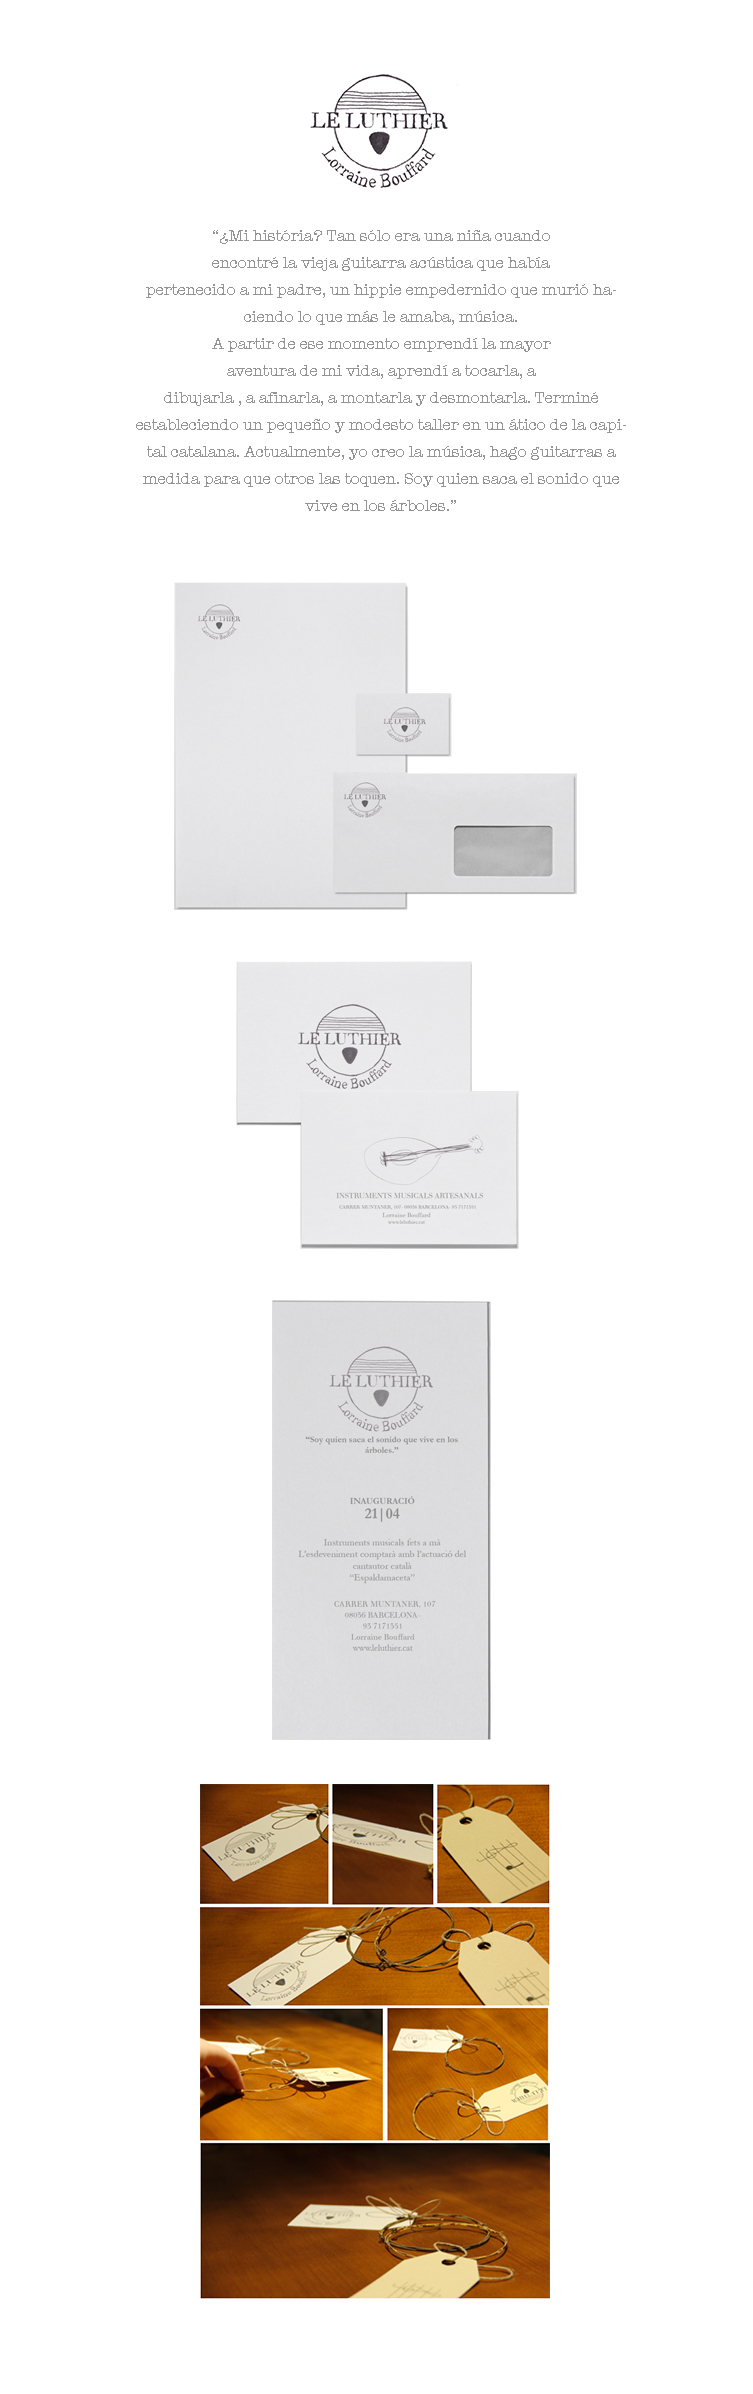 LE LUTHIER
Lorraine Bouffard
“¿Mi história? Tan sólo era una niña cuando
encontré la vieja guitarra acústica que había
pertenecido a mi padre, un hippie empedernido que murió ha-
ciendo lo que más le amaba, música.
A partir de ese momento emprendí la mayor
aventura de mi vida, aprendí a tocarla, a
dibujarla , a afinarla, a montarla y desmontarla. Terminé
estableciendo un pequeño y modesto taller en un ático de la capi-
tal catalana. Actualmente, yo creo la música, hago guitarras a
medida para que otros las toquen. Soy quien saca el sonido que
vive en los árboles.”
LE LUTHIER
Lorraine Bouffard
LE LUTHIER
Lorraine Bouffard
LE LUTHIER
Lorraine Bouffard
LE LUTHIER
Lorraine Bouffard
INSTRUMENTS MUSICALS ARTESANALS
CARRER MUNTANER, 107- 08036 BARCELONA- 93 7171351
Lorraine Bouffard
www.leluthier.cat
LE LUTHIER
Lorraine Bouffard
"Soy quien saca el sonido que vive en los
árboles."
INAUGURACIÓ
21|04
Instruments musicals fets a mà
L'esdeveniment comptarà amb l'actuació del
cantautor català
“Espaldamaceta”
CARRER MUNTANER, 107
08036 BARCELONA-
93 7171351
Lorraine Bouffard
www.leluthier.cat
LE LUTHIER
Lorraine Bouffard
LE LUTHIER
LE LUTHIER
Lorraine Bouffard